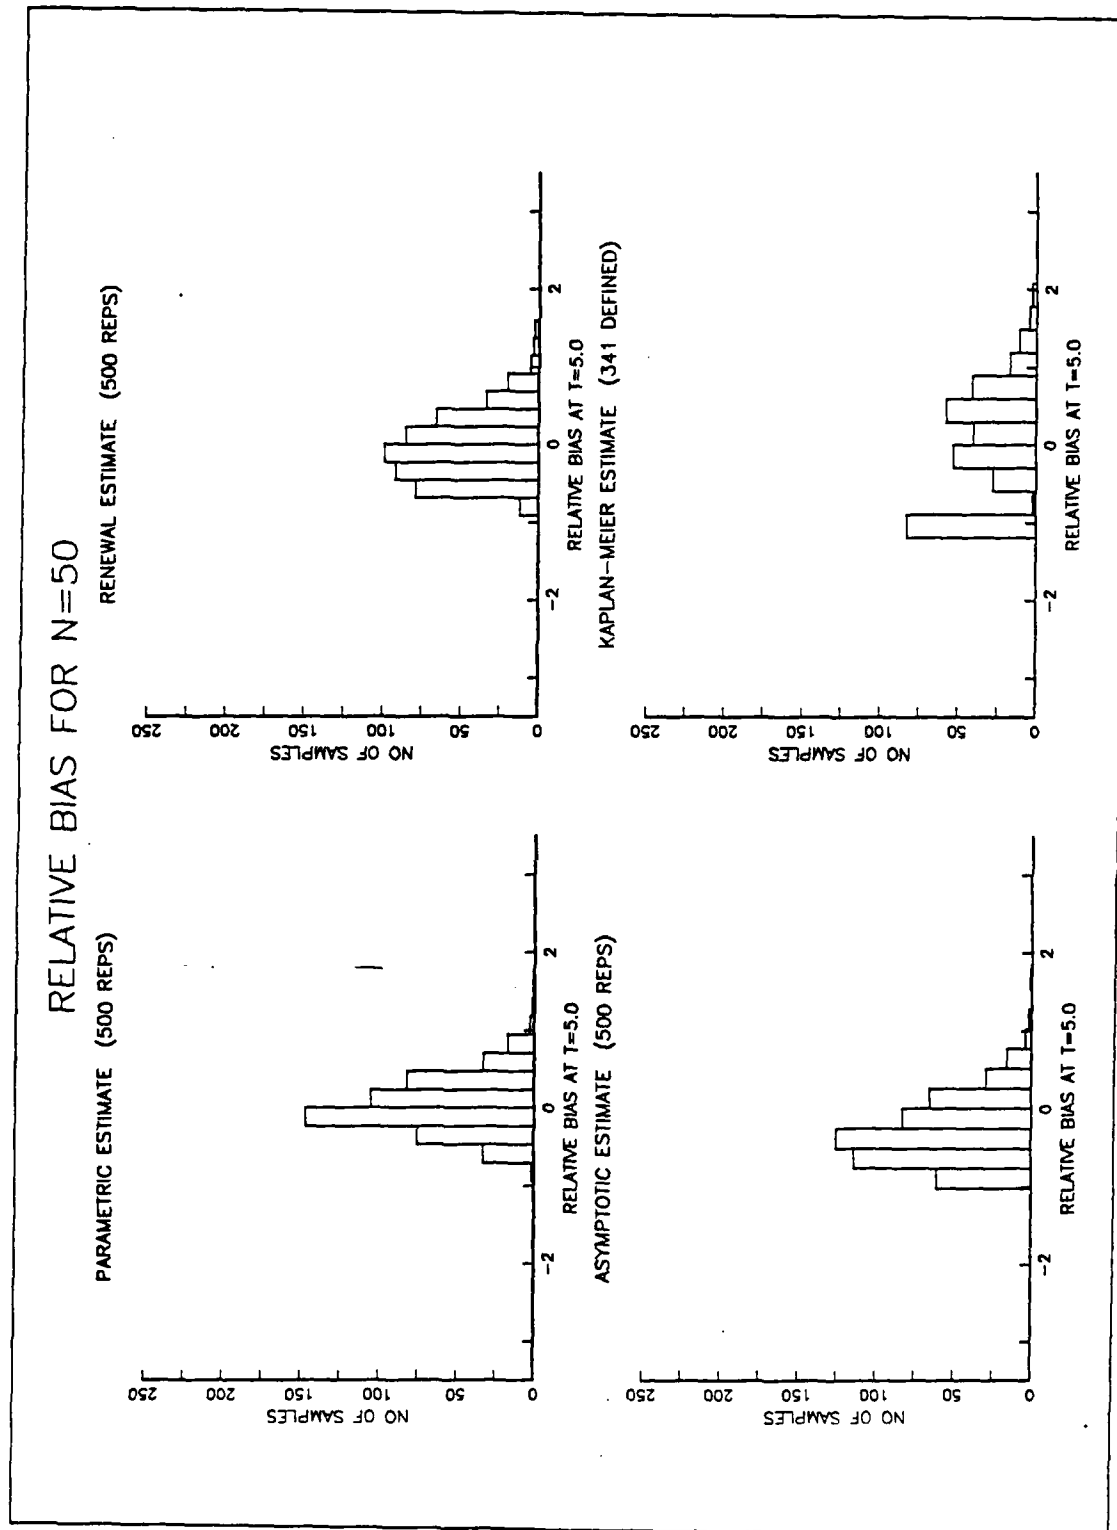 RELATIVE BIAS FOR N=50
PARAMETRIC ESTIMATE (500 REPS)
NO OF SAMPLES
250
200
150
100
50
0
-2
0
2
RELATIVE BIAS AT T=5.0
RENEWAL ESTIMATE (500 REPS)
NO OF SAMPLES
250
200
150
100
50
0
-2
0
2
RELATIVE BIAS AT T=5.0
ASYMPTOTIC ESTIMATE (500 REPS)
NO OF SAMPLES
250
200
150
100
50
0
-2
0
2
RELATIVE BIAS AT T=5.0
KAPLAN-MEIER ESTIMATE (341 DEFINED)
NO OF SAMPLES
250
200
150
100
50
0
-2
0
2
RELATIVE BIAS AT T=5.0